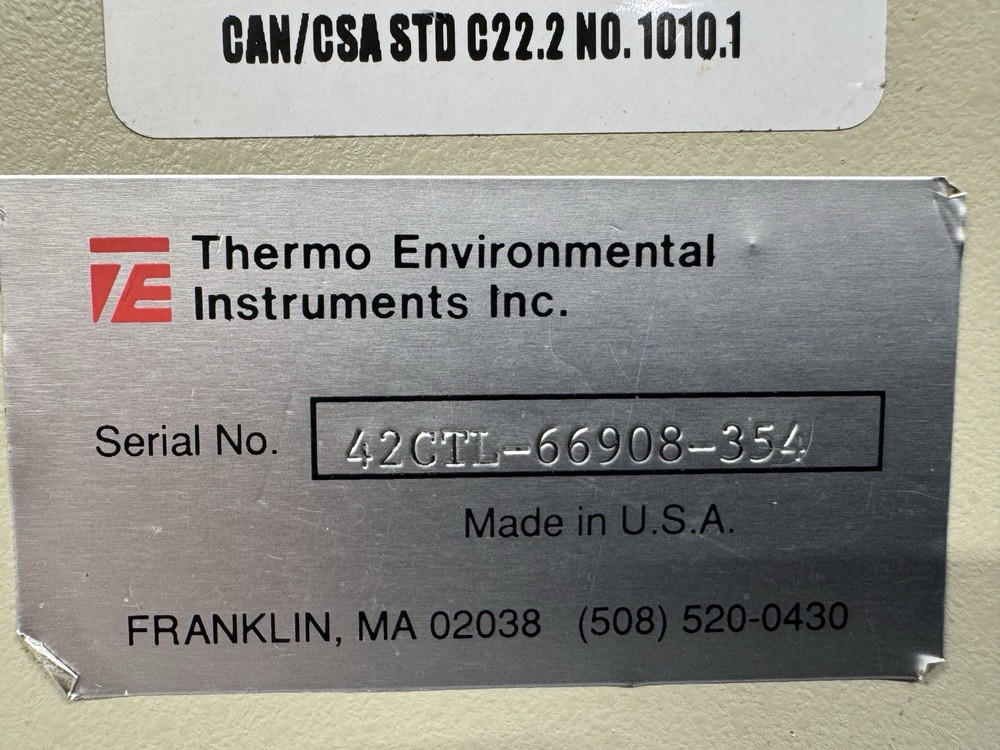 CAN/CSA STD C22.2 NO. 1010.1
TE
Thermo Environmental
Instruments Inc.
Serial No. 42CTL-66908-354
Made in U.S.A.
FRANKLIN, MA 02038 (508) 520-0430